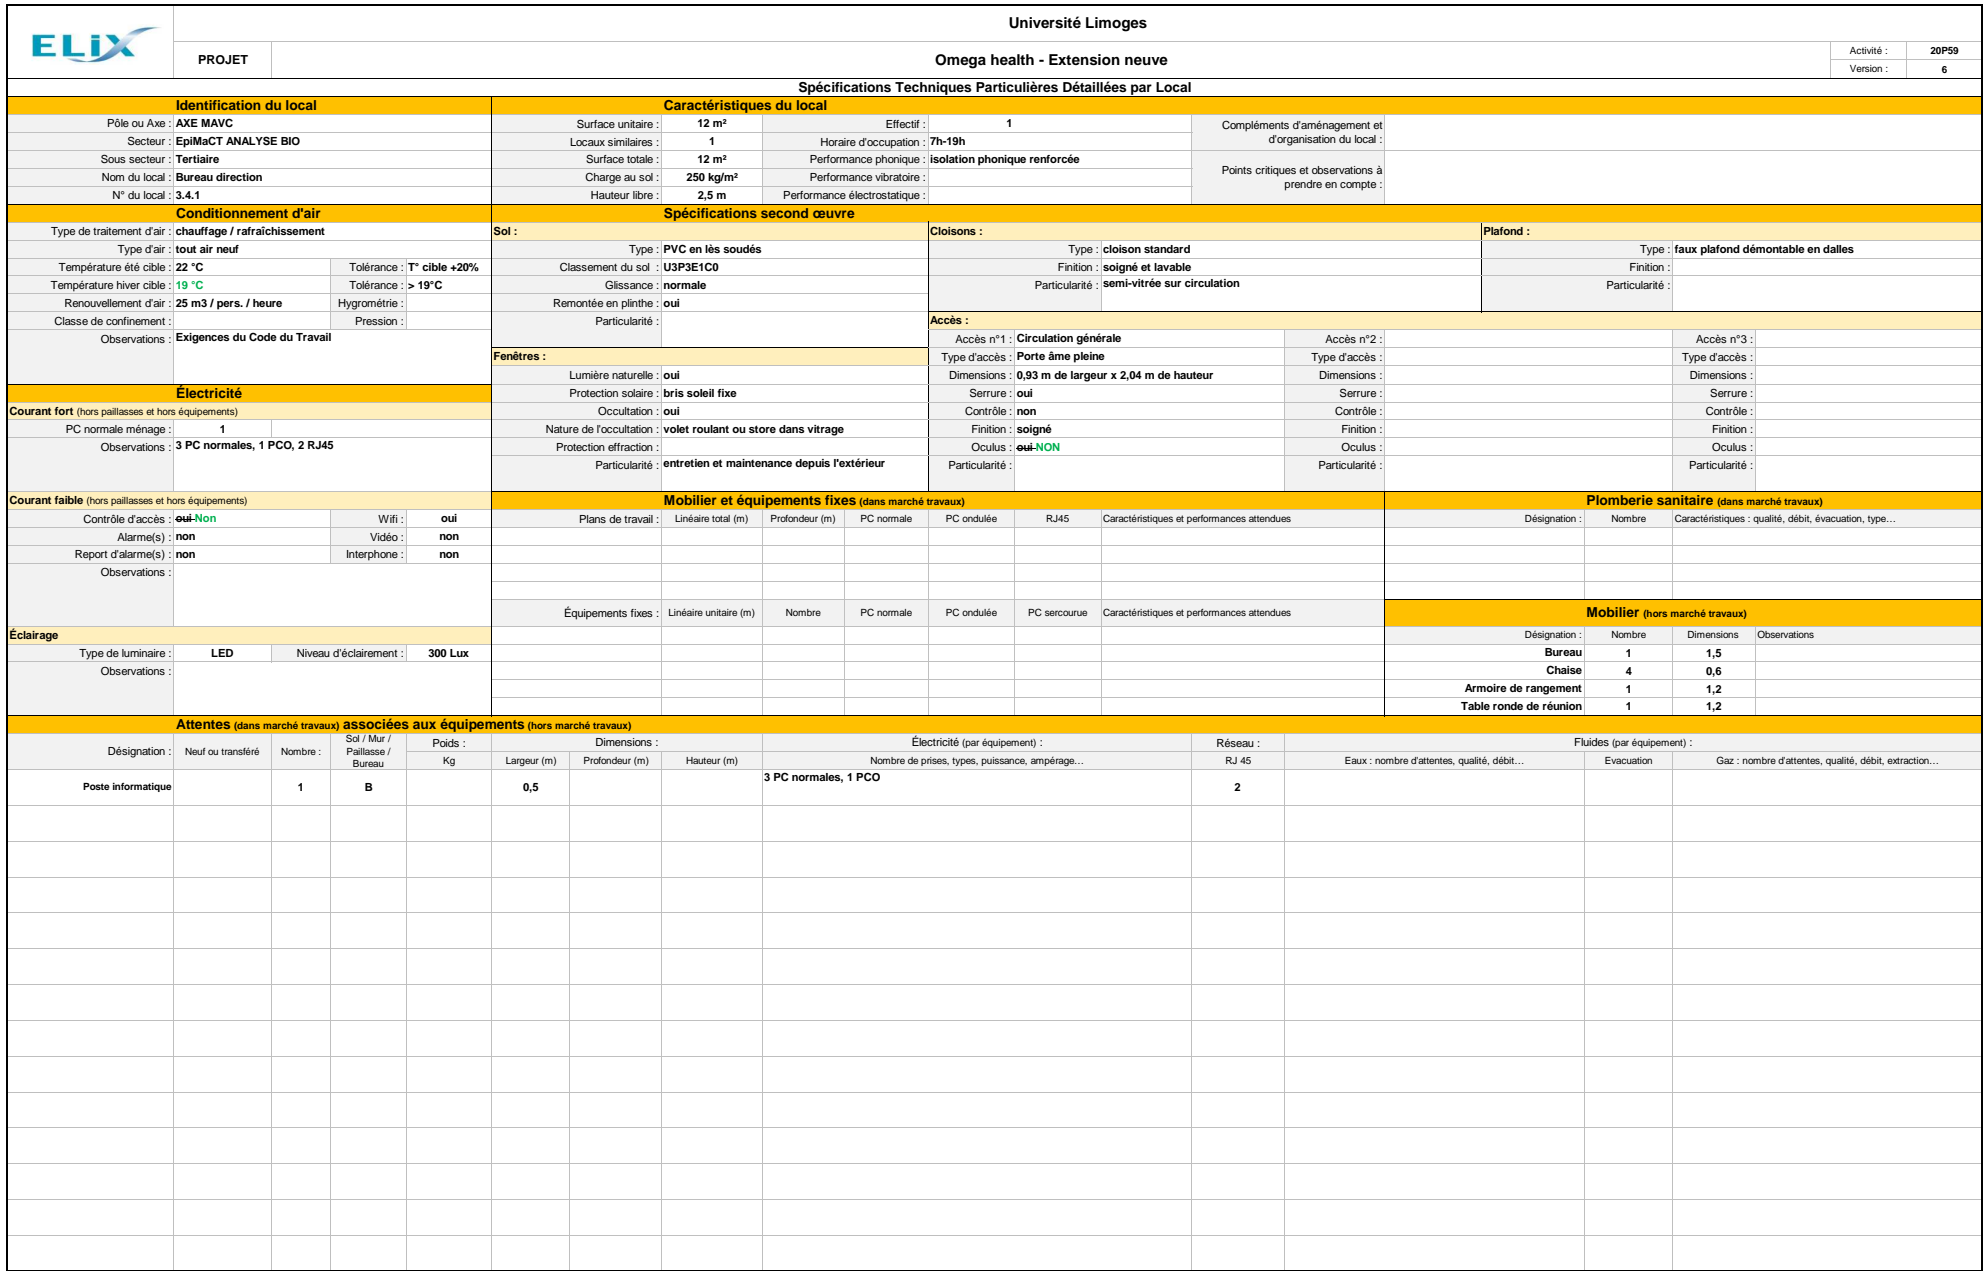 ELiX
Université Limoges
PROJET
Omega health - Extension neuve
Activité : 20P59
Version : 6
Spécifications Techniques Particulières Détaillées par Local
Identification du local
Pôle ou Axe : AXE MAVC
Secteur : EpiMaCT ANALYSE BIO
Sous secteur : Tertiaire
Nom du local : Bureau direction
N° du local : 3.4.1
Caractéristiques du local
Surface unitaire : 12 m² Effectif : 1
Locaux similaires : 1 Horaire d'occupation : 7h-19h
Surface totale : 12 m² Performance phonique : isolation phonique renforcée
Charge au sol : 250 kg/m² Performance vibratoire :
Hauteur libre : 2,5 m Performance électrostatique :
Compléments d'aménagement et
d'organisation du local :
Points critiques et observations à
prendre en compte :
Conditionnement d'air
Type de traitement d'air : chauffage / rafraîchissement
Type d'air : tout air neuf
Température été cible : 22 °C Tolérance : T° cible +20%
Température hiver cible : 19 °C Tolérance : > 19°C
Renouvellement d'air : 25 m3 / pers. / heure Hygrométrie :
Classe de confinement : Pression :
Observations : Exigences du Code du Travail
Spécifications second œuvre
Sol :
Type : PVC en lès soudés
Classement du sol : U3P3E1C0
Glissance : normale
Remontée en plinthe : oui
Particularité :
Cloisons :
Type : cloison standard
Finition : soigné et lavable
Particularité : semi-vitrée sur circulation
Plafond :
Type : faux plafond démontable en dalles
Finition :
Particularité :
Fenêtres :
Lumière naturelle : oui
Protection solaire : bris soleil fixe
Occultation : oui
Nature de l'occultation : volet roulant ou store dans vitrage
Protection effraction :
Particularité : entretien et maintenance depuis l'extérieur
Accès :
Accès n°1 : Circulation générale Accès n°2 : Accès n°3 :
Type d'accès : Porte âme pleine Type d'accès : Type d'accès :
Dimensions : 0,93 m de largeur x 2,04 m de hauteur Dimensions : Dimensions :
Serrure : oui Serrure : Serrure :
Contrôle : non Contrôle : Contrôle :
Finition : soigné Finition : Finition :
Oculus : oui NON Oculus : Oculus :
Particularité : Particularité : Particularité :
Électricité
Courant fort (hors paillasses et hors équipements)
PC normale ménage : 1
Observations : 3 PC normales, 1 PCO, 2 RJ45
Courant faible (hors paillasses et hors équipements)
Contrôle d'accès : oui Non Wifi : oui
Alarme(s) : non Vidéo : non
Report d'alarme(s) : non Interphone : non
Observations :
Éclairage
Type de luminaire : LED Niveau d'éclairement : 300 Lux
Observations :
Mobilier et équipements fixes (dans marché travaux)
Plans de travail : Linéaire total (m) Profondeur (m) PC normale PC ondulée RJ45 Caractéristiques et performances attendues
Équipements fixes : Linéaire unitaire (m) Nombre PC normale PC ondulée PC sercourue Caractéristiques et performances attendues
Plomberie sanitaire (dans marché travaux)
Désignation : Nombre Caractéristiques : qualité, débit, évacuation, type…
Mobilier (hors marché travaux)
Désignation : Nombre Dimensions Observations
Bureau 1 1,5
Chaise 4 0,6
Armoire de rangement 1 1,2
Table ronde de réunion 1 1,2
Attentes (dans marché travaux) associées aux équipements (hors marché travaux)
Désignation : Neuf ou transféré Nombre : Sol / Mur /
Paillasse /
Bureau
Poids : Dimensions : Électricité (par équipement) : Réseau : Fluides (par équipement) :
Kg Largeur (m) Profondeur (m) Hauteur (m) Nombre de prises, types, puissance, ampérage… RJ 45 Eaux : nombre d'attentes, qualité, débit… Evacuation Gaz : nombre d'attentes, qualité, débit, extraction…
Poste informatique 1 B 0,5 3 PC normales, 1 PCO 2